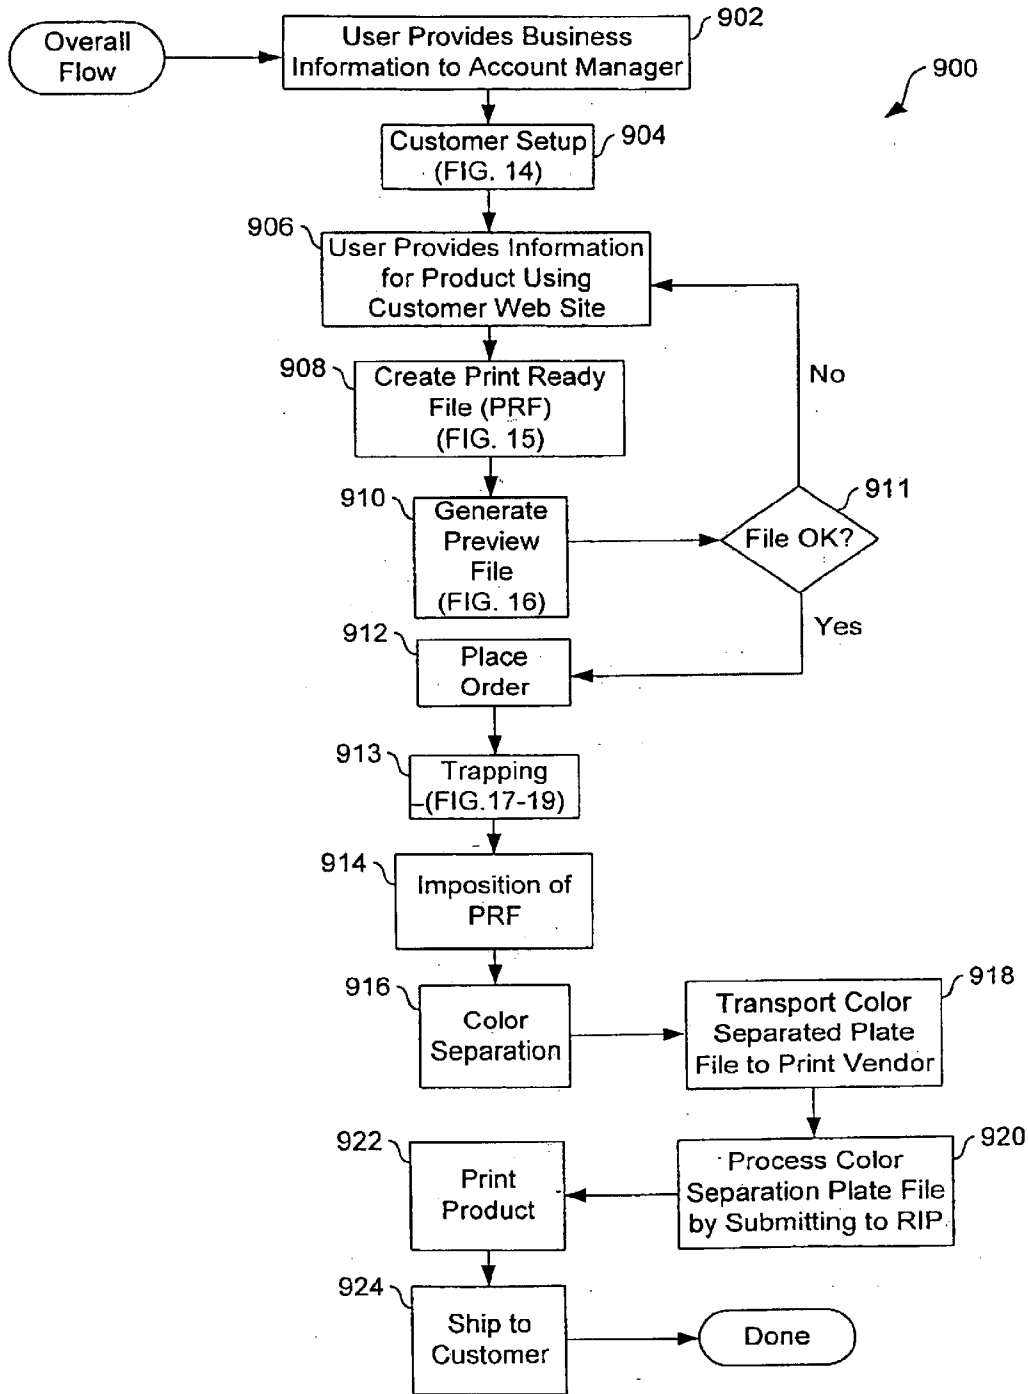 Overall
Flow
User Provides Business
Information to Account Manager
902
900
Customer Setup
(FIG. 14)
904
906
User Provides Information
for Product Using
Customer Web Site
908
Create Print Ready
File (PRF)
(FIG. 15)
No
910
Generate
Preview
File
(FIG. 16)
911
File OK?
Yes
912
Place
Order
913
Trapping
(FIG.17-19)
914
Imposition of
PRF
916
Color
Separation
918
Transport Color
Separated Plate
File to Print Vendor
920
Process Color
Separation Plate File
by Submitting to RIP
922
Print
Product
924
Ship to
Customer
Done